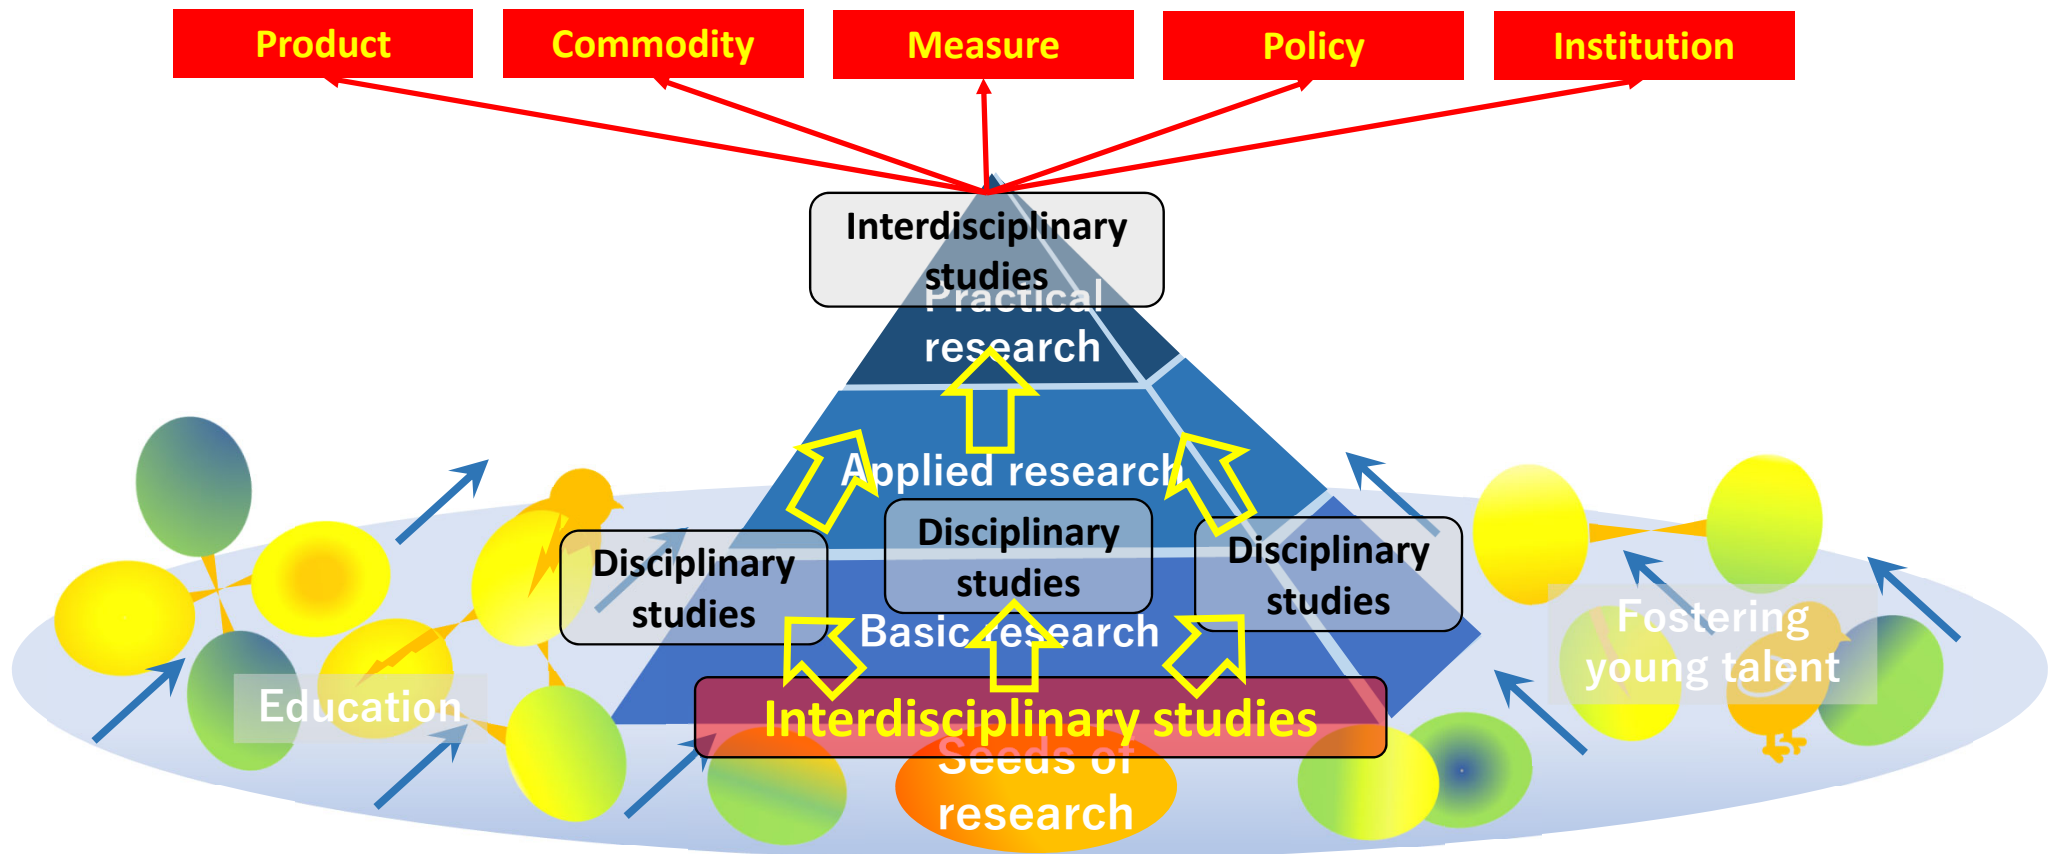 Product
Commodity
Measure
Policy
Institution
Interdisciplinary
studies
Practical
research
Applied research
Disciplinary
studies
Disciplinary
studies
Disciplinary
studies
Basic research
Fostering
young talent
Education
Interdisciplinary studies
Seeds of
research